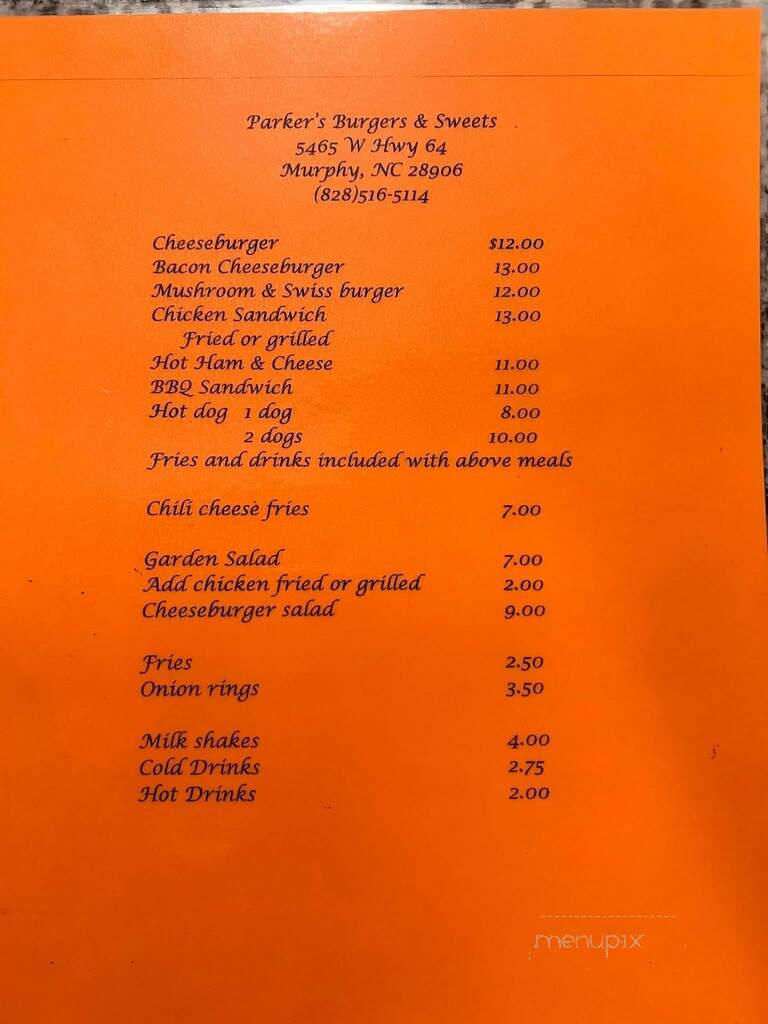 Parker's Burgers & Sweets
5465 W Hwy 64
Murphy, NC 28906
(828)516-5114
Cheeseburger $12.00
Bacon Cheeseburger 13.00
Mushroom & Swiss burger 12.00
Chicken Sandwich 13.00
Fried or grilled
Hot Ham & Cheese 11.00
BBQ Sandwich 11.00
Hot dog 1 dog 8.00
2 dogs 10.00
Fries and drinks included with above meals
Chili cheese fries 7.00
Garden Salad 7.00
Add chicken fried or grilled 2.00
Cheeseburger salad 9.00
Fries 2.50
Onion rings 3.50
Milk shakes 4.00
Cold Drinks 2.75
Hot Drinks 2.00
menupix